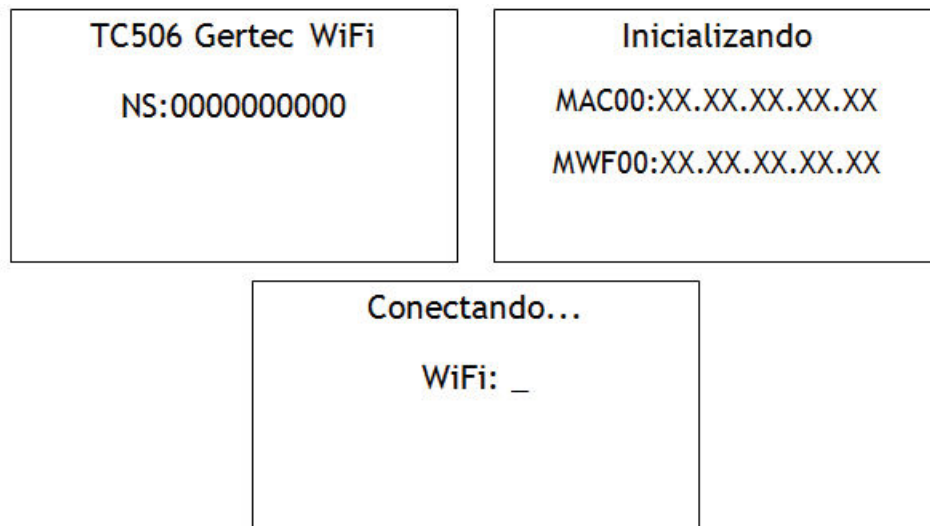 TC506 Gertec WiFi
NS:0000000000
Inicializando
MAC00:XX.XX.XX.XX.XX
MWF00:XX.XX.XX.XX.XX
Conectando...
WiFi: _